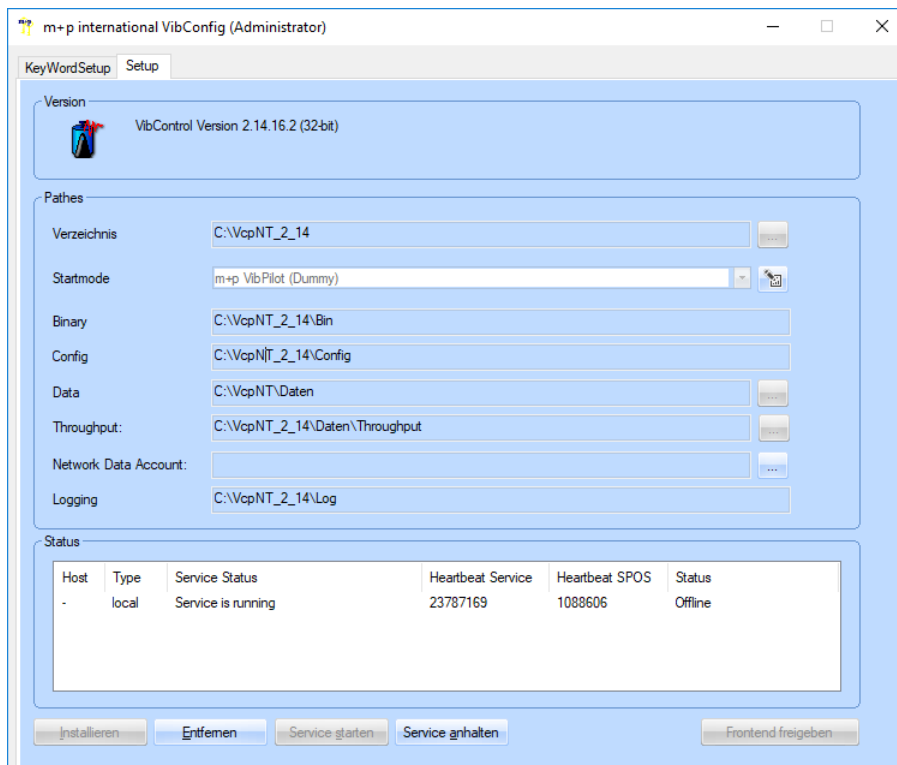 m+p international VibConfig (Administrator)
KeyWordSetup Setup
Version
VibControl Version 2.14.16.2 (32-bit)
Pathes
Verzeichnis C:\VcpNT_2_14 ...
Startmode m+p VibPilot (Dummy)
Binary C:\VcpNT_2_14\Bin
Config C:\VcpNT_2_14\Config
Data C:\VcpNT\Daten ...
Throughput: C:\VcpNT_2_14\Daten\Throughput ...
Network Data Account: ...
Logging C:\VcpNT_2_14\Log
Status
Host Type Service Status Heartbeat Service Heartbeat SPOS Status
- local Service is running 23787169 1088606 Offline
Installieren Entfernen Service starten Service anhalten Frontend freigeben